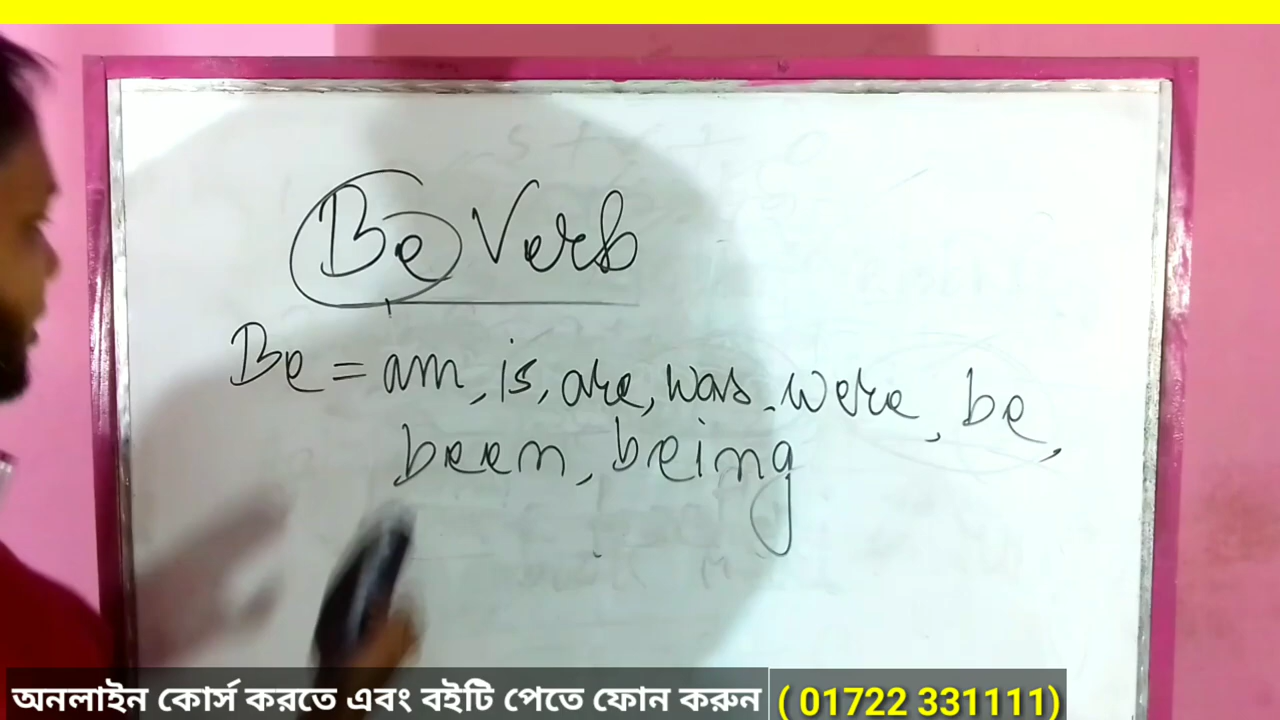 Be Verb
Be = am, is, are, was, were, be,
been, being
অনলাইন কোর্স করতে এবং বইটি পেতে ফোন করুন ( 01722 331111)